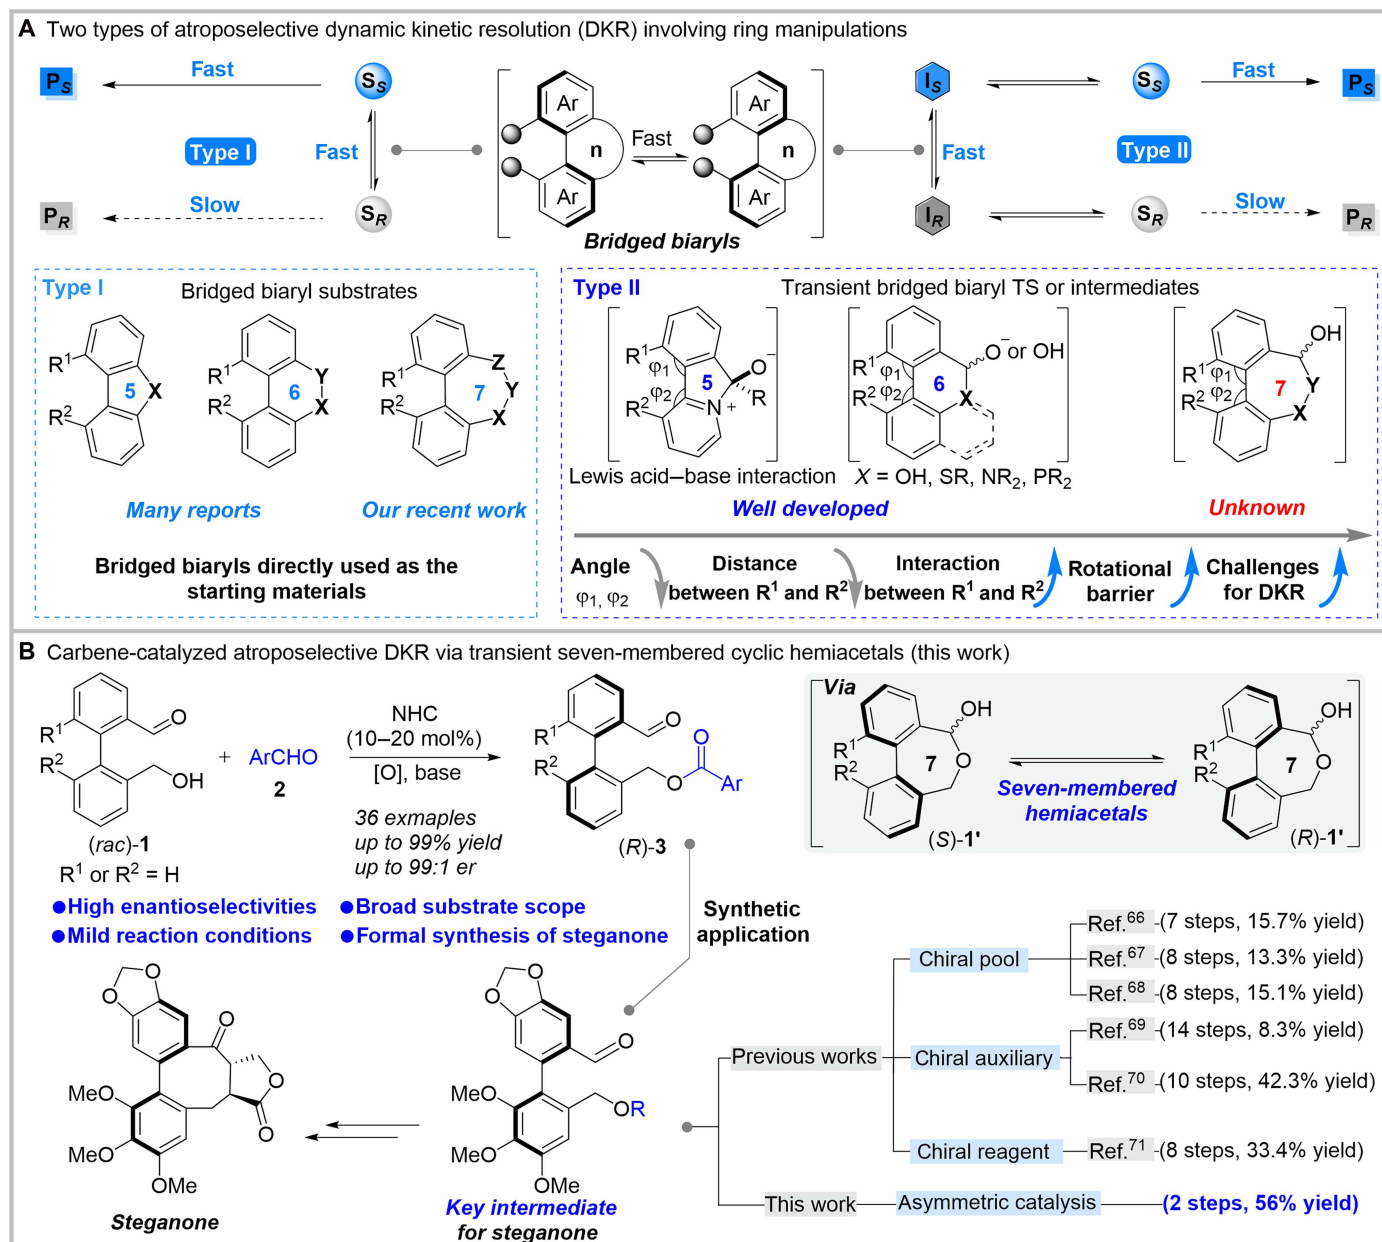 A Two types of atroposelective dynamic kinetic resolution (DKR) involving ring manipulations
PS
Fast
SS
Type I
Fast
PR
Slow
SR
Ar
n
Ar
Fast
Ar
n
Ar
Bridged biaryls
IS
SS
Fast
PS
Fast
Type II
IR
SR
Slow
PR
Type I
Bridged biaryl substrates
R1
R2
5
X
R1
R2
6
Y
X
R1
R2
7
Z
Y
X
Many reports
Our recent work
Bridged biaryls directly used as the
starting materials
Type II
Transient bridged biaryl TS or intermediates
R1
φ1
φ2
R2
5
O−
R
N+
R1
φ1
φ2
R2
6
O− or OH
X
OH
φ1
φ2
R1
R2
7
Y
X
Lewis acid–base interaction
X = OH, SR, NR2, PR2
Well developed
Unknown
Angle
φ1, φ2
Distance
between R1 and R2
Interaction
between R1 and R2
Rotational
barrier
Challenges
for DKR
B Carbene-catalyzed atroposelective DKR via transient seven-membered cyclic hemiacetals (this work)
R1
R2
O
OH
(rac)-1
R1 or R2 = H
+
ArCHO
2
NHC
(10–20 mol%)
[O], base
36 exmaples
up to 99% yield
up to 99:1 er
R1
R2
O
O
O
Ar
(R)-3
Via
OH
R1
R2
7
O
(S)-1'
Seven-membered
hemiacetals
OH
R1
R2
7
O
(R)-1'
●High enantioselectivities
●Broad substrate scope
●Mild reaction conditions
●Formal synthesis of steganone
Synthetic
application
O
O
O
O
O
MeO
MeO
OMe
Steganone
O
O
O
OR
MeO
MeO
OMe
Key intermediate
for steganone
Previous works
Chiral pool
Ref.66 (7 steps, 15.7% yield)
Ref.67 (8 steps, 13.3% yield)
Ref.68 (8 steps, 15.1% yield)
Chiral auxiliary
Ref.69 (14 steps, 8.3% yield)
Ref.70 (10 steps, 42.3% yield)
Chiral reagent
Ref.71 (8 steps, 33.4% yield)
This work
Asymmetric catalysis
(2 steps, 56% yield)